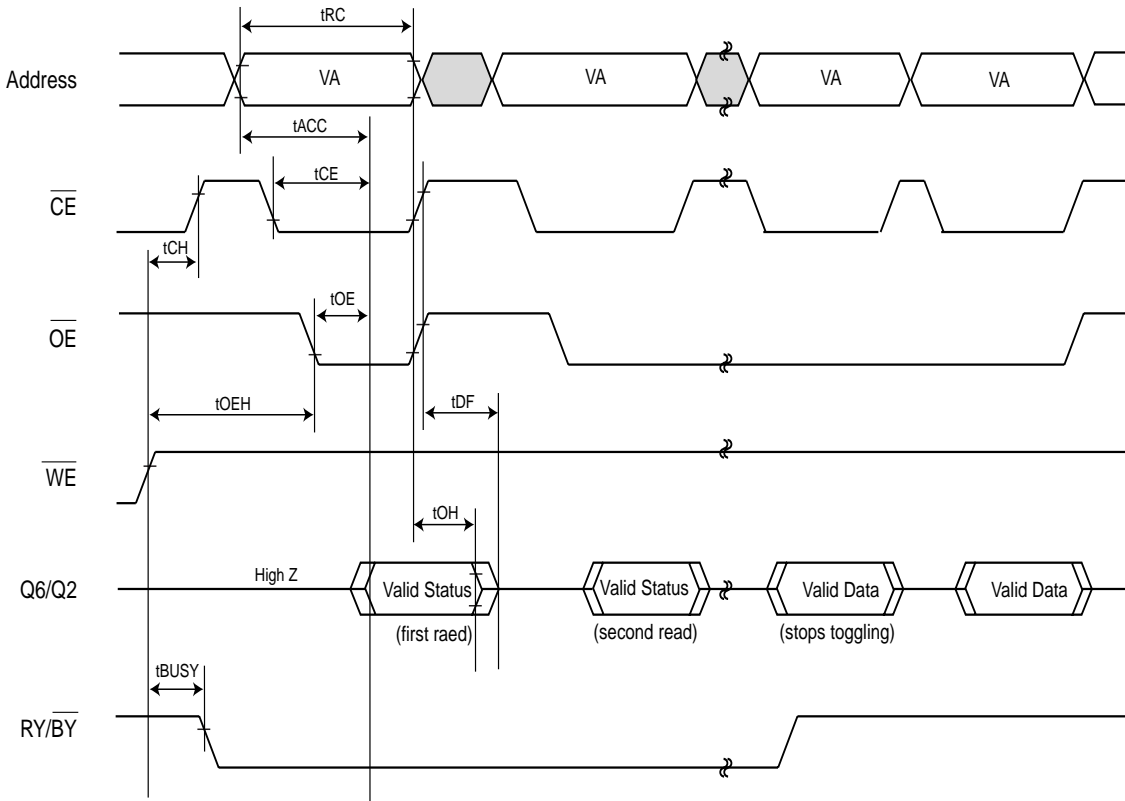 tRC
Address VA VA VA VA
tACC
tCE
CE
tCH
tOE
OE
tOEH
tDF
WE
tOH
High Z
Q6/Q2 Valid Status Valid Status Valid Data Valid Data
(first raed) (second read) (stops toggling)
tBUSY
RY/BY